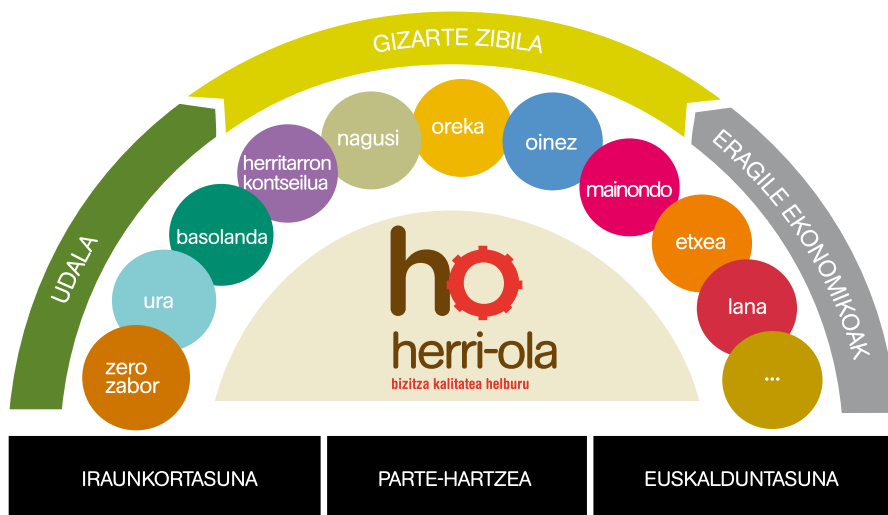 GIZARTE ZIBILA
UDALA
ERAGILE EKONOMIKOAK
zero
zabor
ura
basolanda
herritarron
kontseilua
nagusi
oreka
oinez
mainondo
etxea
lana
...
ho
herri-ola
bizitza kalitatea helburu
IRAUNKORTASUNA
PARTE-HARTZEA
EUSKALDUNTASUNA